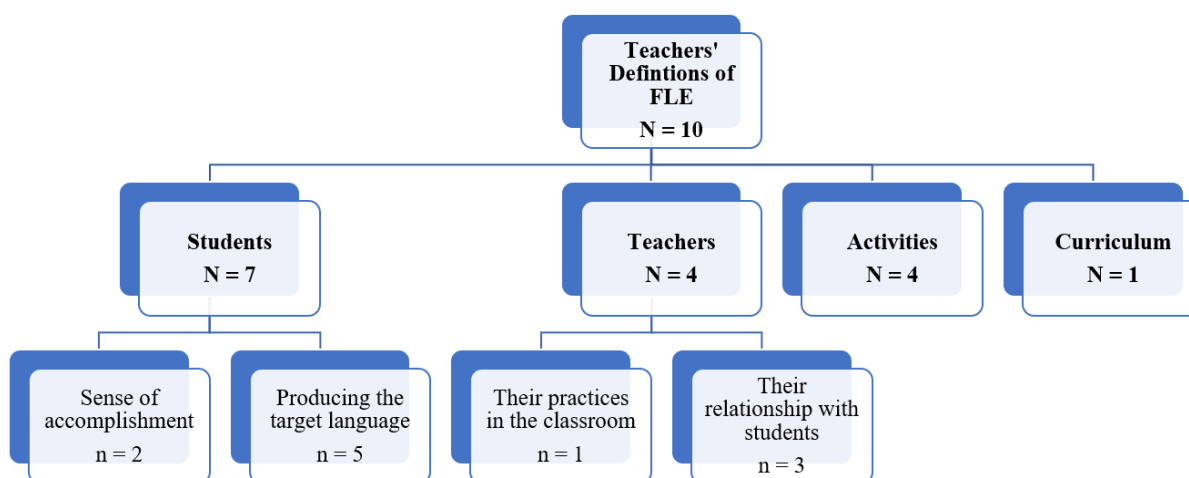 Teachers'
Defintions of
FLE
N = 10
Students
N = 7
Teachers
N = 4
Activities
N = 4
Curriculum
N = 1
Sense of
accomplishment
n = 2
Producing the
target language
n = 5
Their practices
in the classroom
n = 1
Their
relationship with
students
n = 3